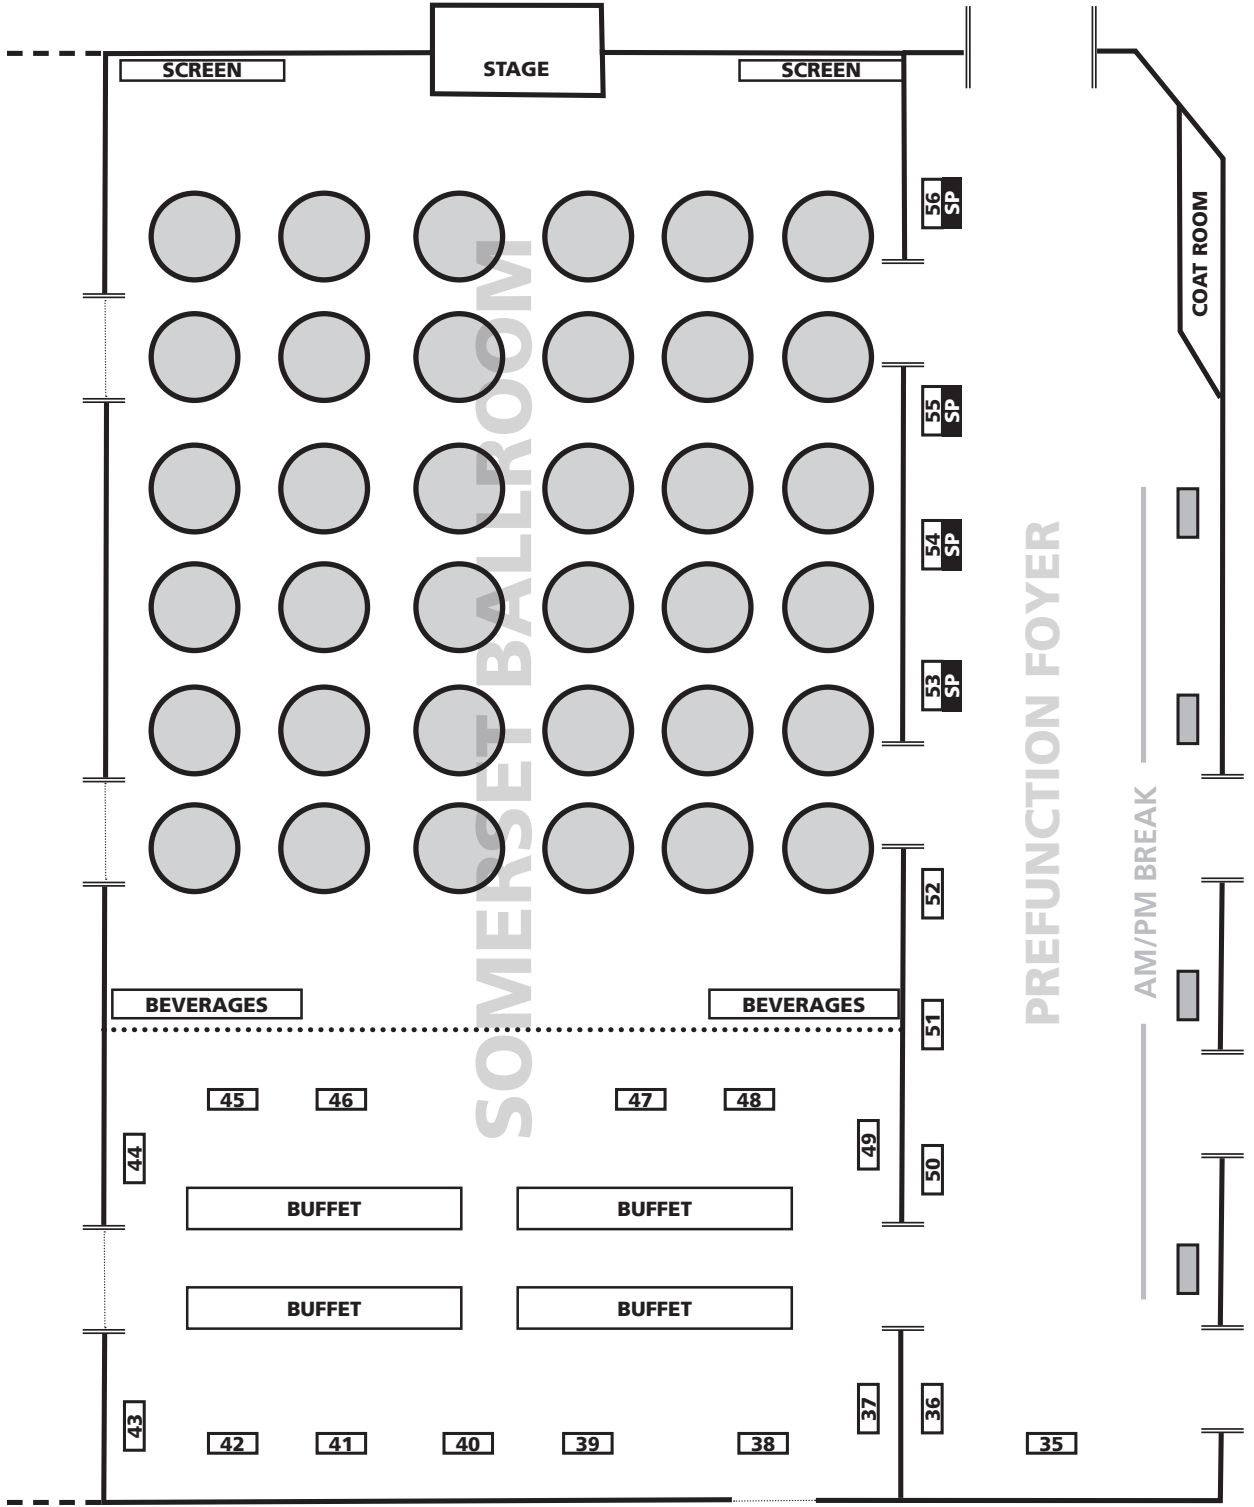 STAGE
SCREEN
SCREEN
56
SP
COAT ROOM
55
SP
54
SP
53
SP
SOMERSET BALLROOM
PREFUNCTION FOYER
AM/PM BREAK
52
BEVERAGES
BEVERAGES
51
45
46
47
48
44
49
50
BUFFET
BUFFET
BUFFET
BUFFET
43
37
36
42
41
40
39
38
35